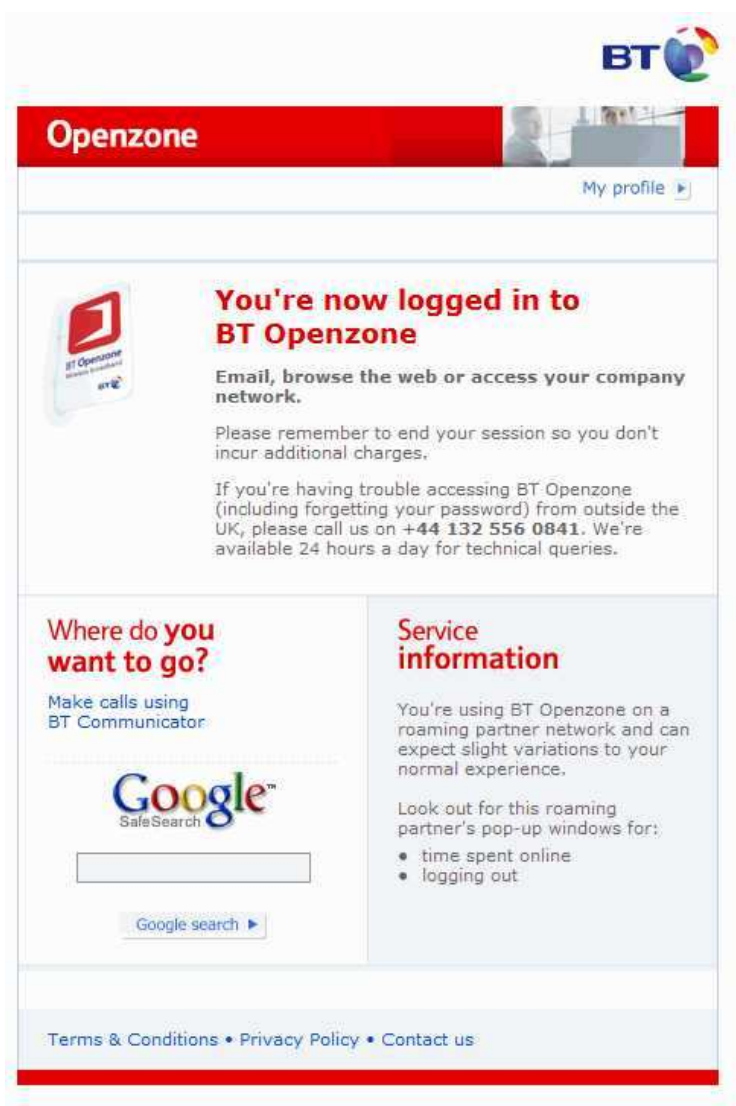 BT
Openzone
My profile
You're now logged in to
BT Openzone
BT Openzone
Wireless broadband
BT
Email, browse the web or access your company
network.
Please remember to end your session so you don't
incur additional charges.
If you're having trouble accessing BT Openzone
(including forgetting your password) from outside the
UK, please call us on +44 132 556 0841. We're
available 24 hours a day for technical queries.
Where do you
want to go?
Make calls using
BT Communicator
Google™
SafeSearch
Google search
Service
information
You're using BT Openzone on a
roaming partner network and can
expect slight variations to your
normal experience.
Look out for this roaming
partner's pop-up windows for:
• time spent online
• logging out
Terms & Conditions • Privacy Policy • Contact us